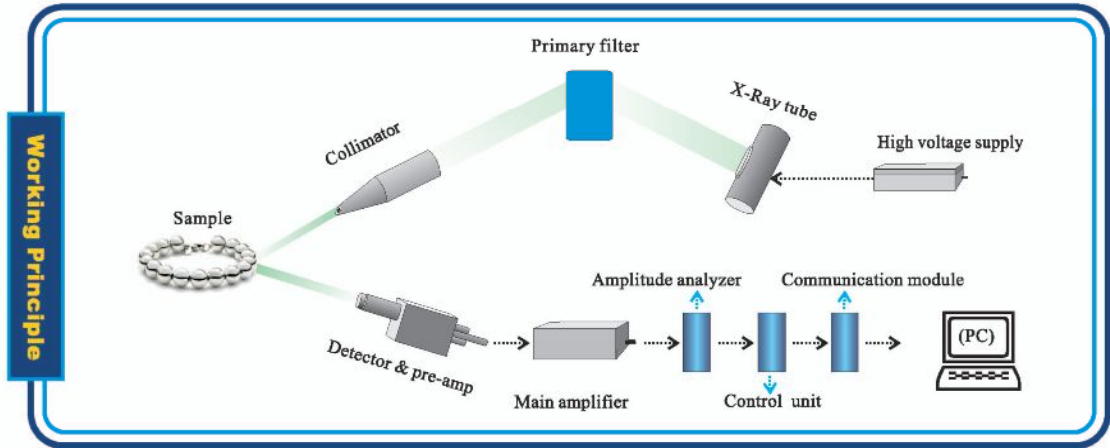 Working Principle
Primary filter
X-Ray tube
Collimator
High voltage supply
Sample
Amplitude analyzer
Communication module
(PC)
Detector & pre-amp
Main amplifier
Control unit